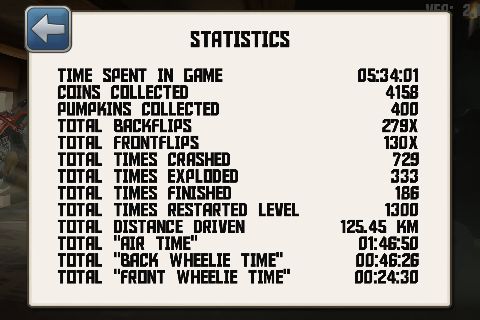 STATISTICS
TIME SPENT IN GAME 05:34:01
COINS COLLECTED 4158
PUMPKINS COLLECTED 400
TOTAL BACKFLIPS 279X
TOTAL FRONTFLIPS 130X
TOTAL TIMES CRASHED 729
TOTAL TIMES EXPLODED 333
TOTAL TIMES FINISHED 186
TOTAL TIMES RESTARTED LEVEL 1300
TOTAL DISTANCE DRIVEN 125.45 KM
TOTAL "AIR TIME" 01:46:50
TOTAL "BACK WHEELIE TIME" 00:46:26
TOTAL "FRONT WHEELIE TIME" 00:24:30